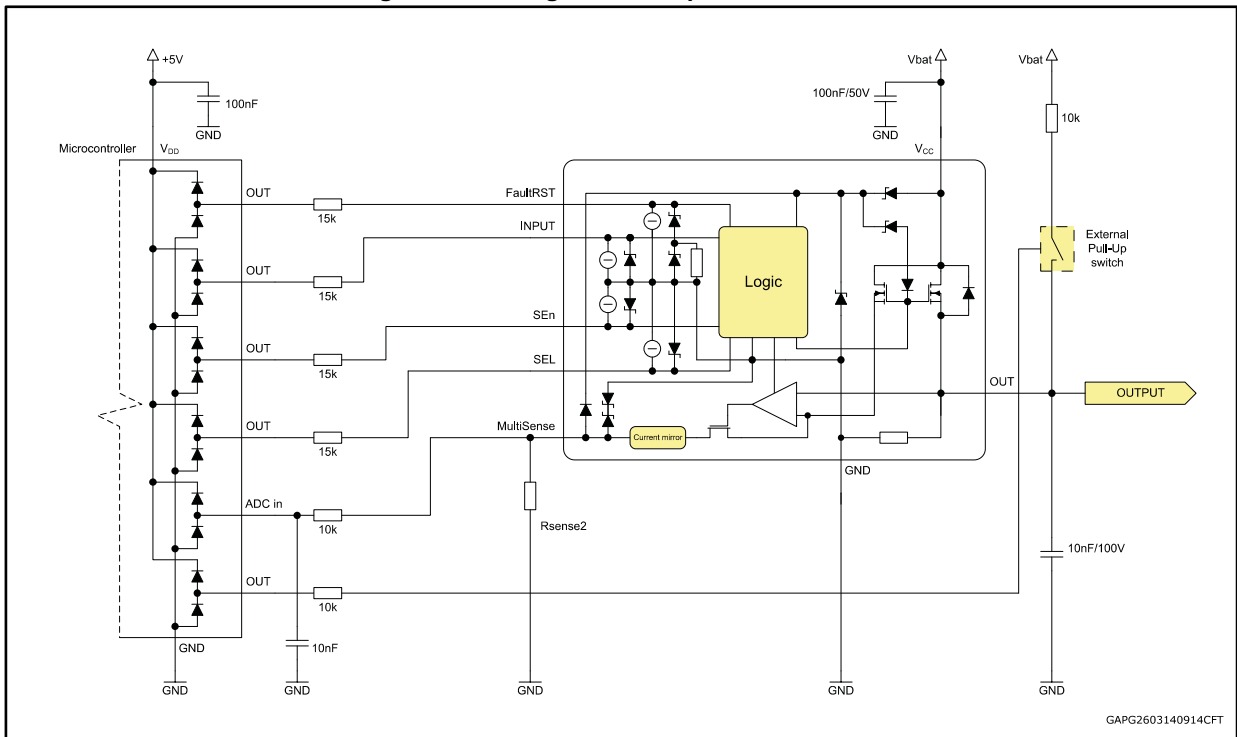 +5V
100nF
GND
Microcontroller
VDD
OUT
15k
OUT
15k
OUT
15k
OUT
15k
ADC in
10k
OUT
10k
GND
10nF
GND
GND
FaultRST
INPUT
SEn
SEL
MultiSense
Rsense2
GND
Vbat
100nF/50V
GND
VCC
Logic
Current mirror
OUT
GND
GND
Vbat
10k
External
Pull-Up
switch
OUTPUT
10nF/100V
GND
GAPG2603140914CFT